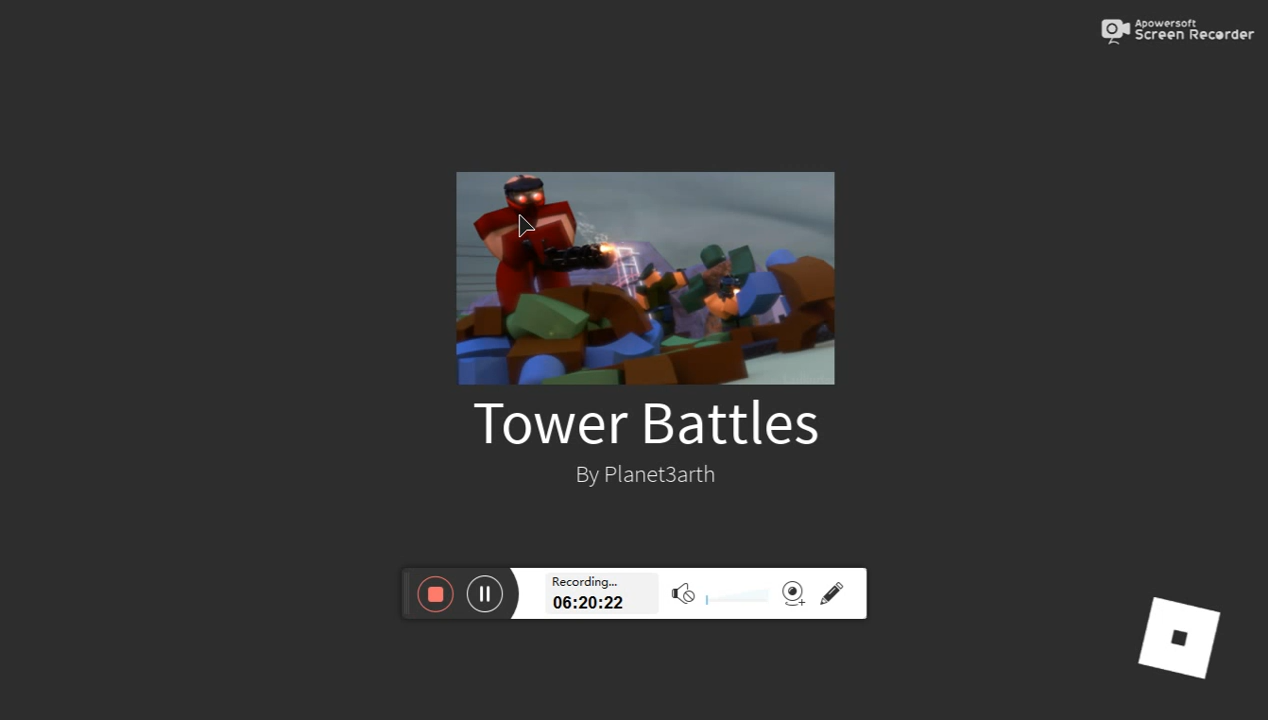 Apowersoft
Screen Recorder
Tower Battles
By Planet3arth
Recording...
06:20:22